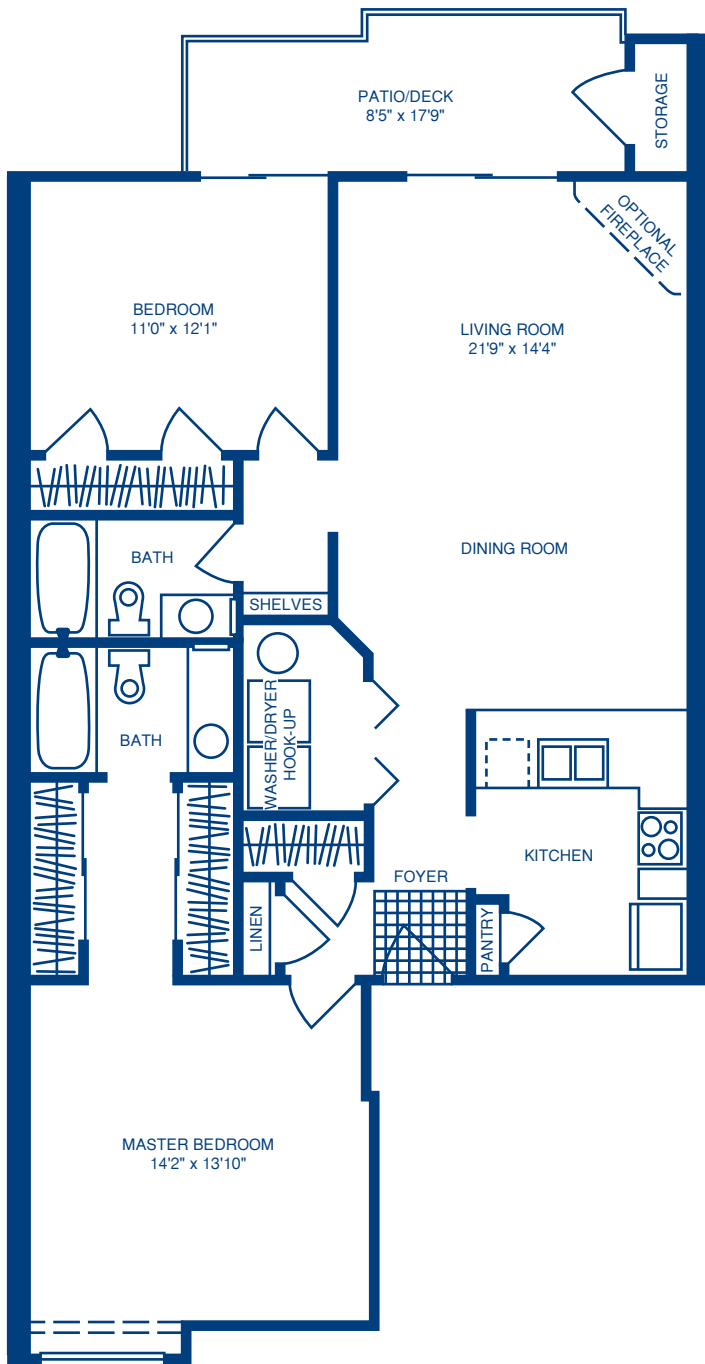 PATIO/DECK
8'5" x 17'9"
STORAGE
OPTIONAL
FIREPLACE
BEDROOM
11'0" x 12'1"
LIVING ROOM
21'9" x 14'4"
BATH
DINING ROOM
SHELVES
WASHER/DRYER
HOOK-UP
BATH
KITCHEN
FOYER
LINEN
PANTRY
MASTER BEDROOM
14'2" x 13'10"